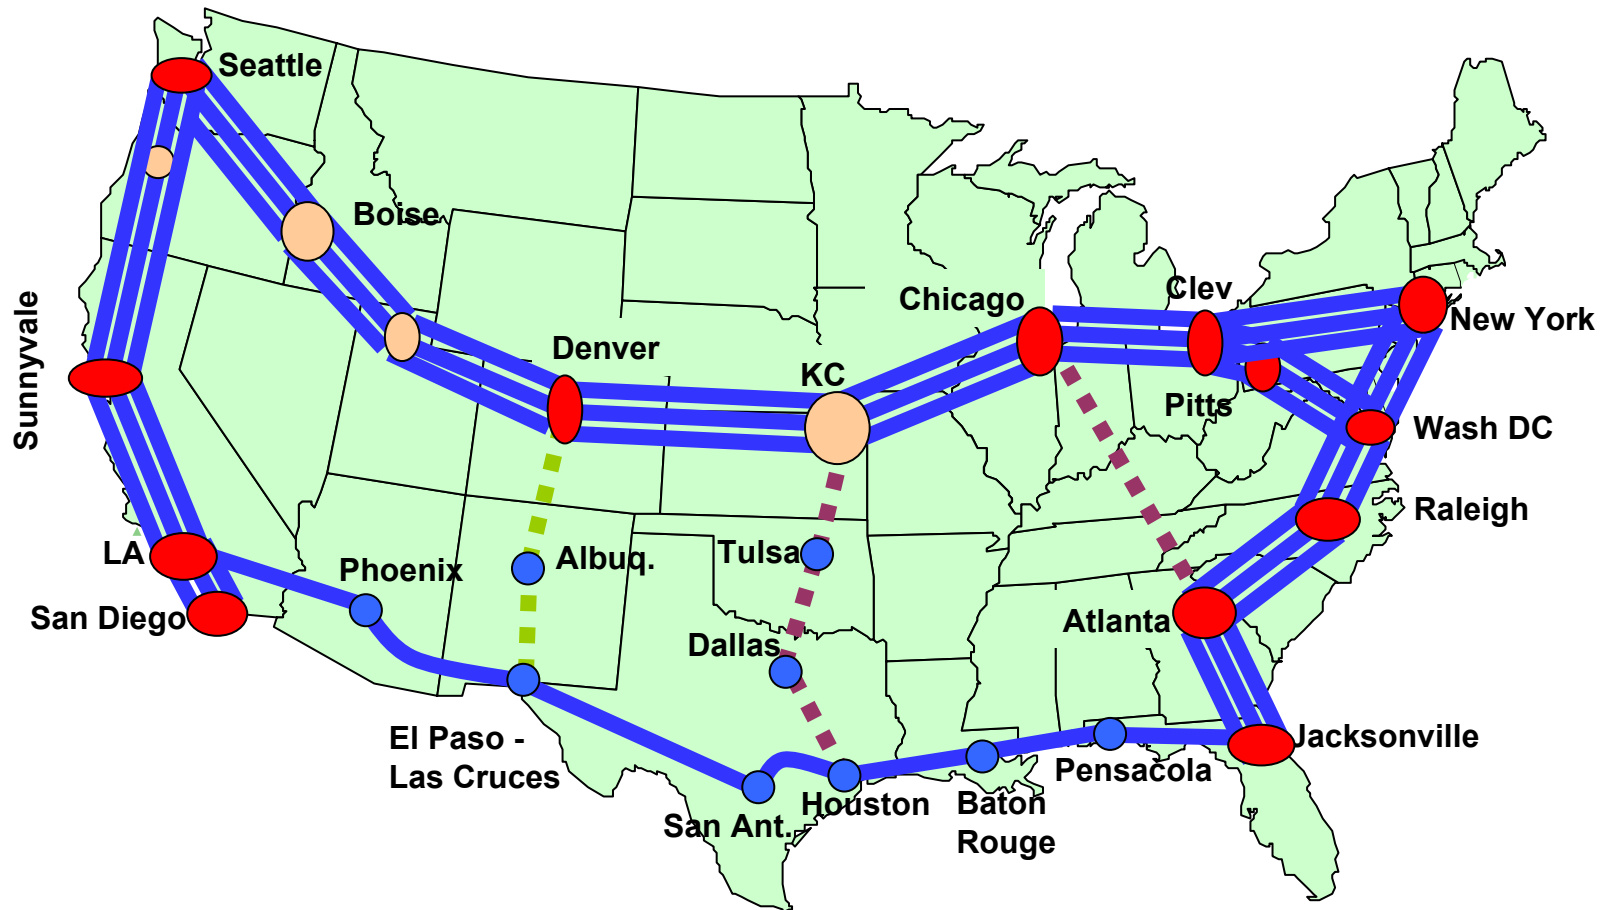 Seattle
Boise
Sunnyvale
Denver
KC
Chicago
Clev
New York
Pitts
Wash DC
Raleigh
LA
Phoenix
Albuq.
Tulsa
San Diego
Dallas
Atlanta
El Paso -
Las Cruces
San Ant.
Houston
Baton
Rouge
Pensacola
Jacksonville